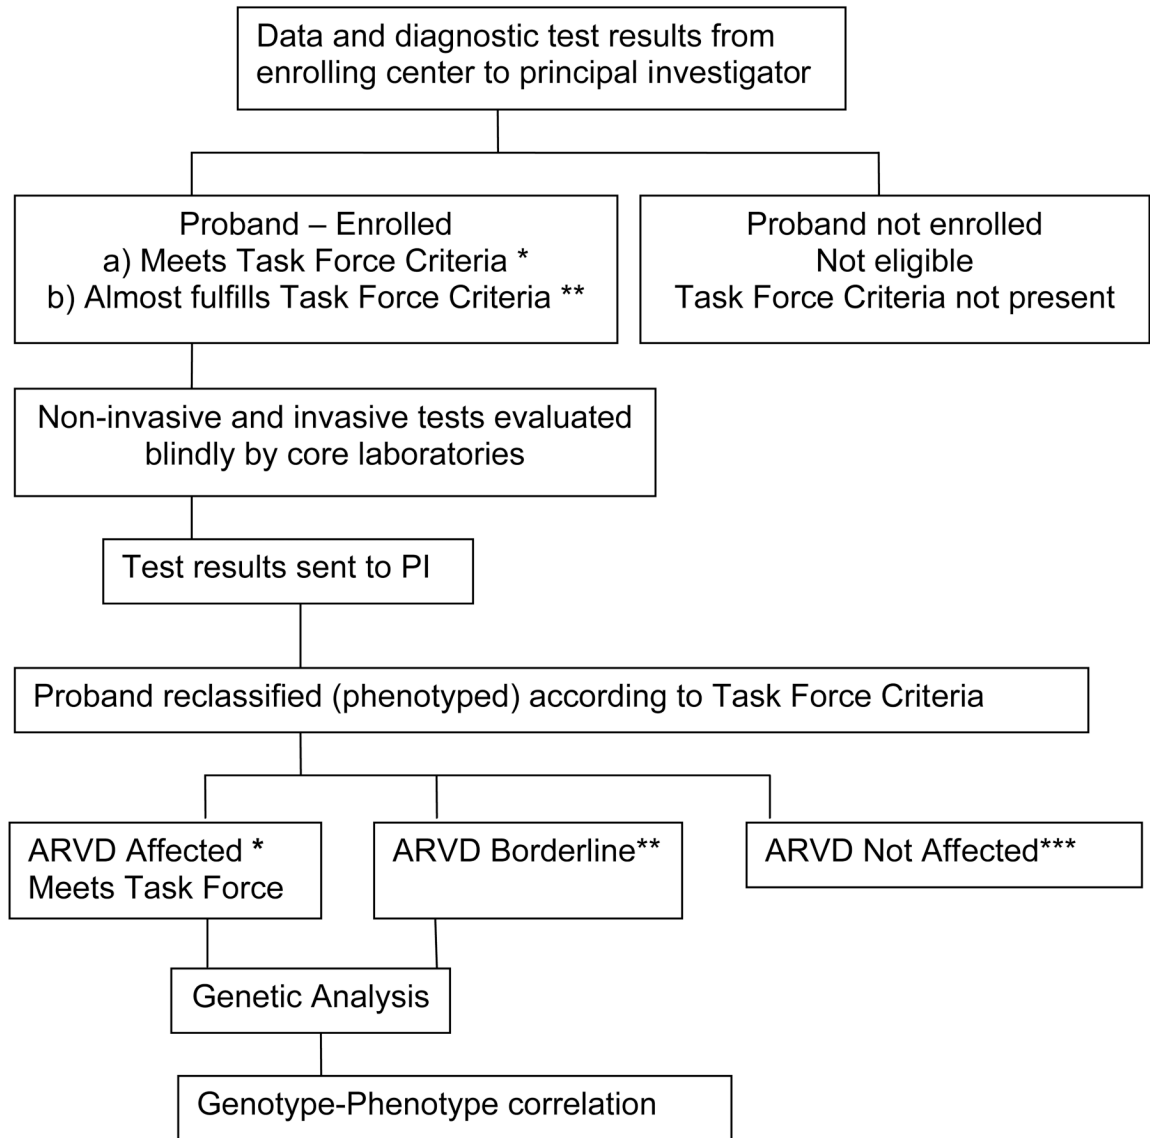 Data and diagnostic test results from
enrolling center to principal investigator
Proband – Enrolled
a) Meets Task Force Criteria *
b) Almost fulfills Task Force Criteria **
Proband not enrolled
Not eligible
Task Force Criteria not present
Non-invasive and invasive tests evaluated
blindly by core laboratories
Test results sent to PI
Proband reclassified (phenotyped) according to Task Force Criteria
ARVD Affected *
Meets Task Force
ARVD Borderline**
ARVD Not Affected***
Genetic Analysis
Genotype-Phenotype correlation